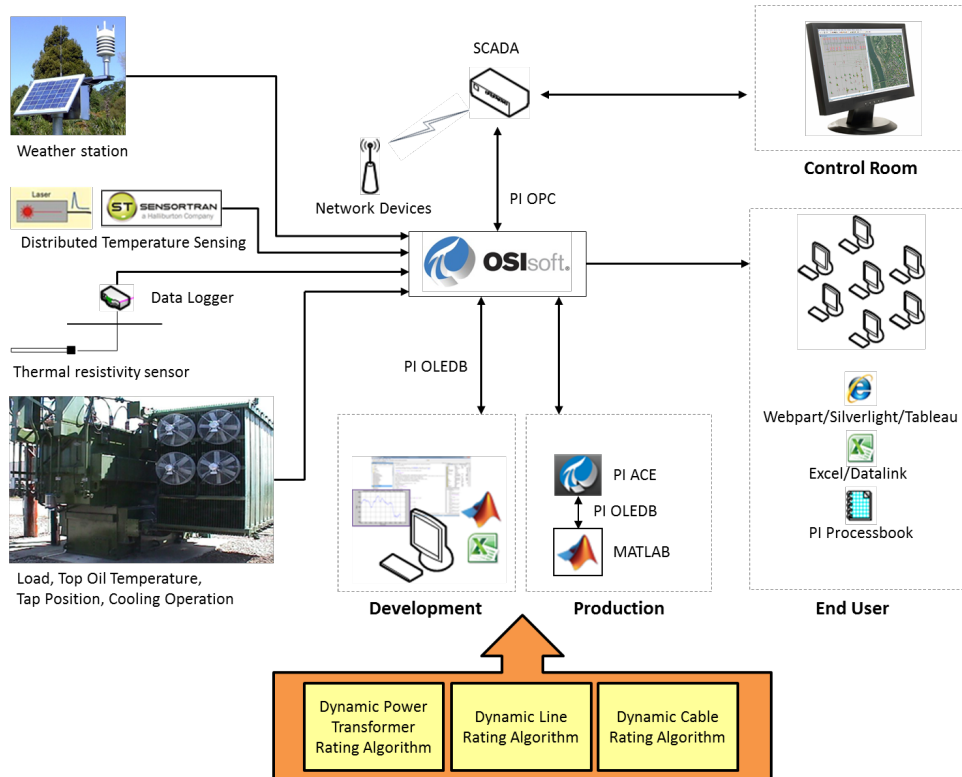 SCADA
Weather station
Control Room
Network Devices
PI OPC
Laser
ST SENSORTRAN
a Halliburton Company
Distributed Temperature Sensing
OSIsoft.
Data Logger
Thermal resistivity sensor
PI OLEDB
Webpart/Silverlight/Tableau
Excel/Datalink
PI Processbook
PI ACE
PI OLEDB
MATLAB
Load, Top Oil Temperature,
Tap Position, Cooling Operation
Development
Production
End User
Dynamic Power
Transformer
Rating Algorithm
Dynamic Line
Rating Algorithm
Dynamic Cable
Rating Algorithm